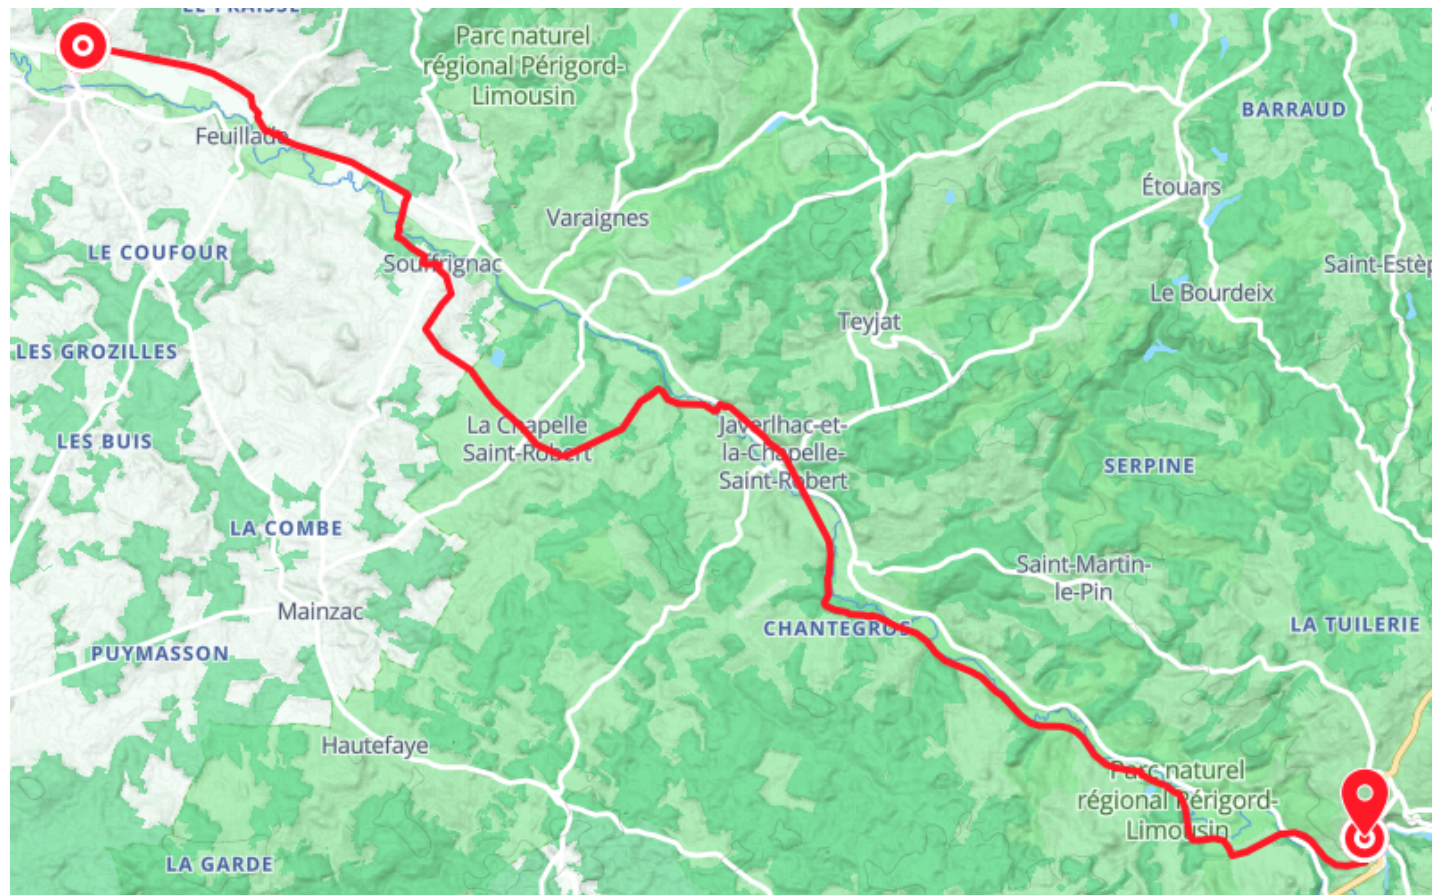 Parc naturel
régional Périgord-
Limousin
BARRAUD
Feuillade
Étouars
Varaignes
LE COUFOUR
Souffrignac
Saint-Estèp
Le Bourdeix
Teyjat
LES GROZILLES
La Chapelle
Saint-Robert
Javerlhac-et-
la-Chapelle-
Saint-Robert
LES BUIS
SERPINE
LA COMBE
Saint-Martin-
le-Pin
Mainzac
CHANTEGROS
LA TUILERIE
PUYMASSON
Hautefaye
Parc naturel
régional Périgord-
Limousin
LA GARDE